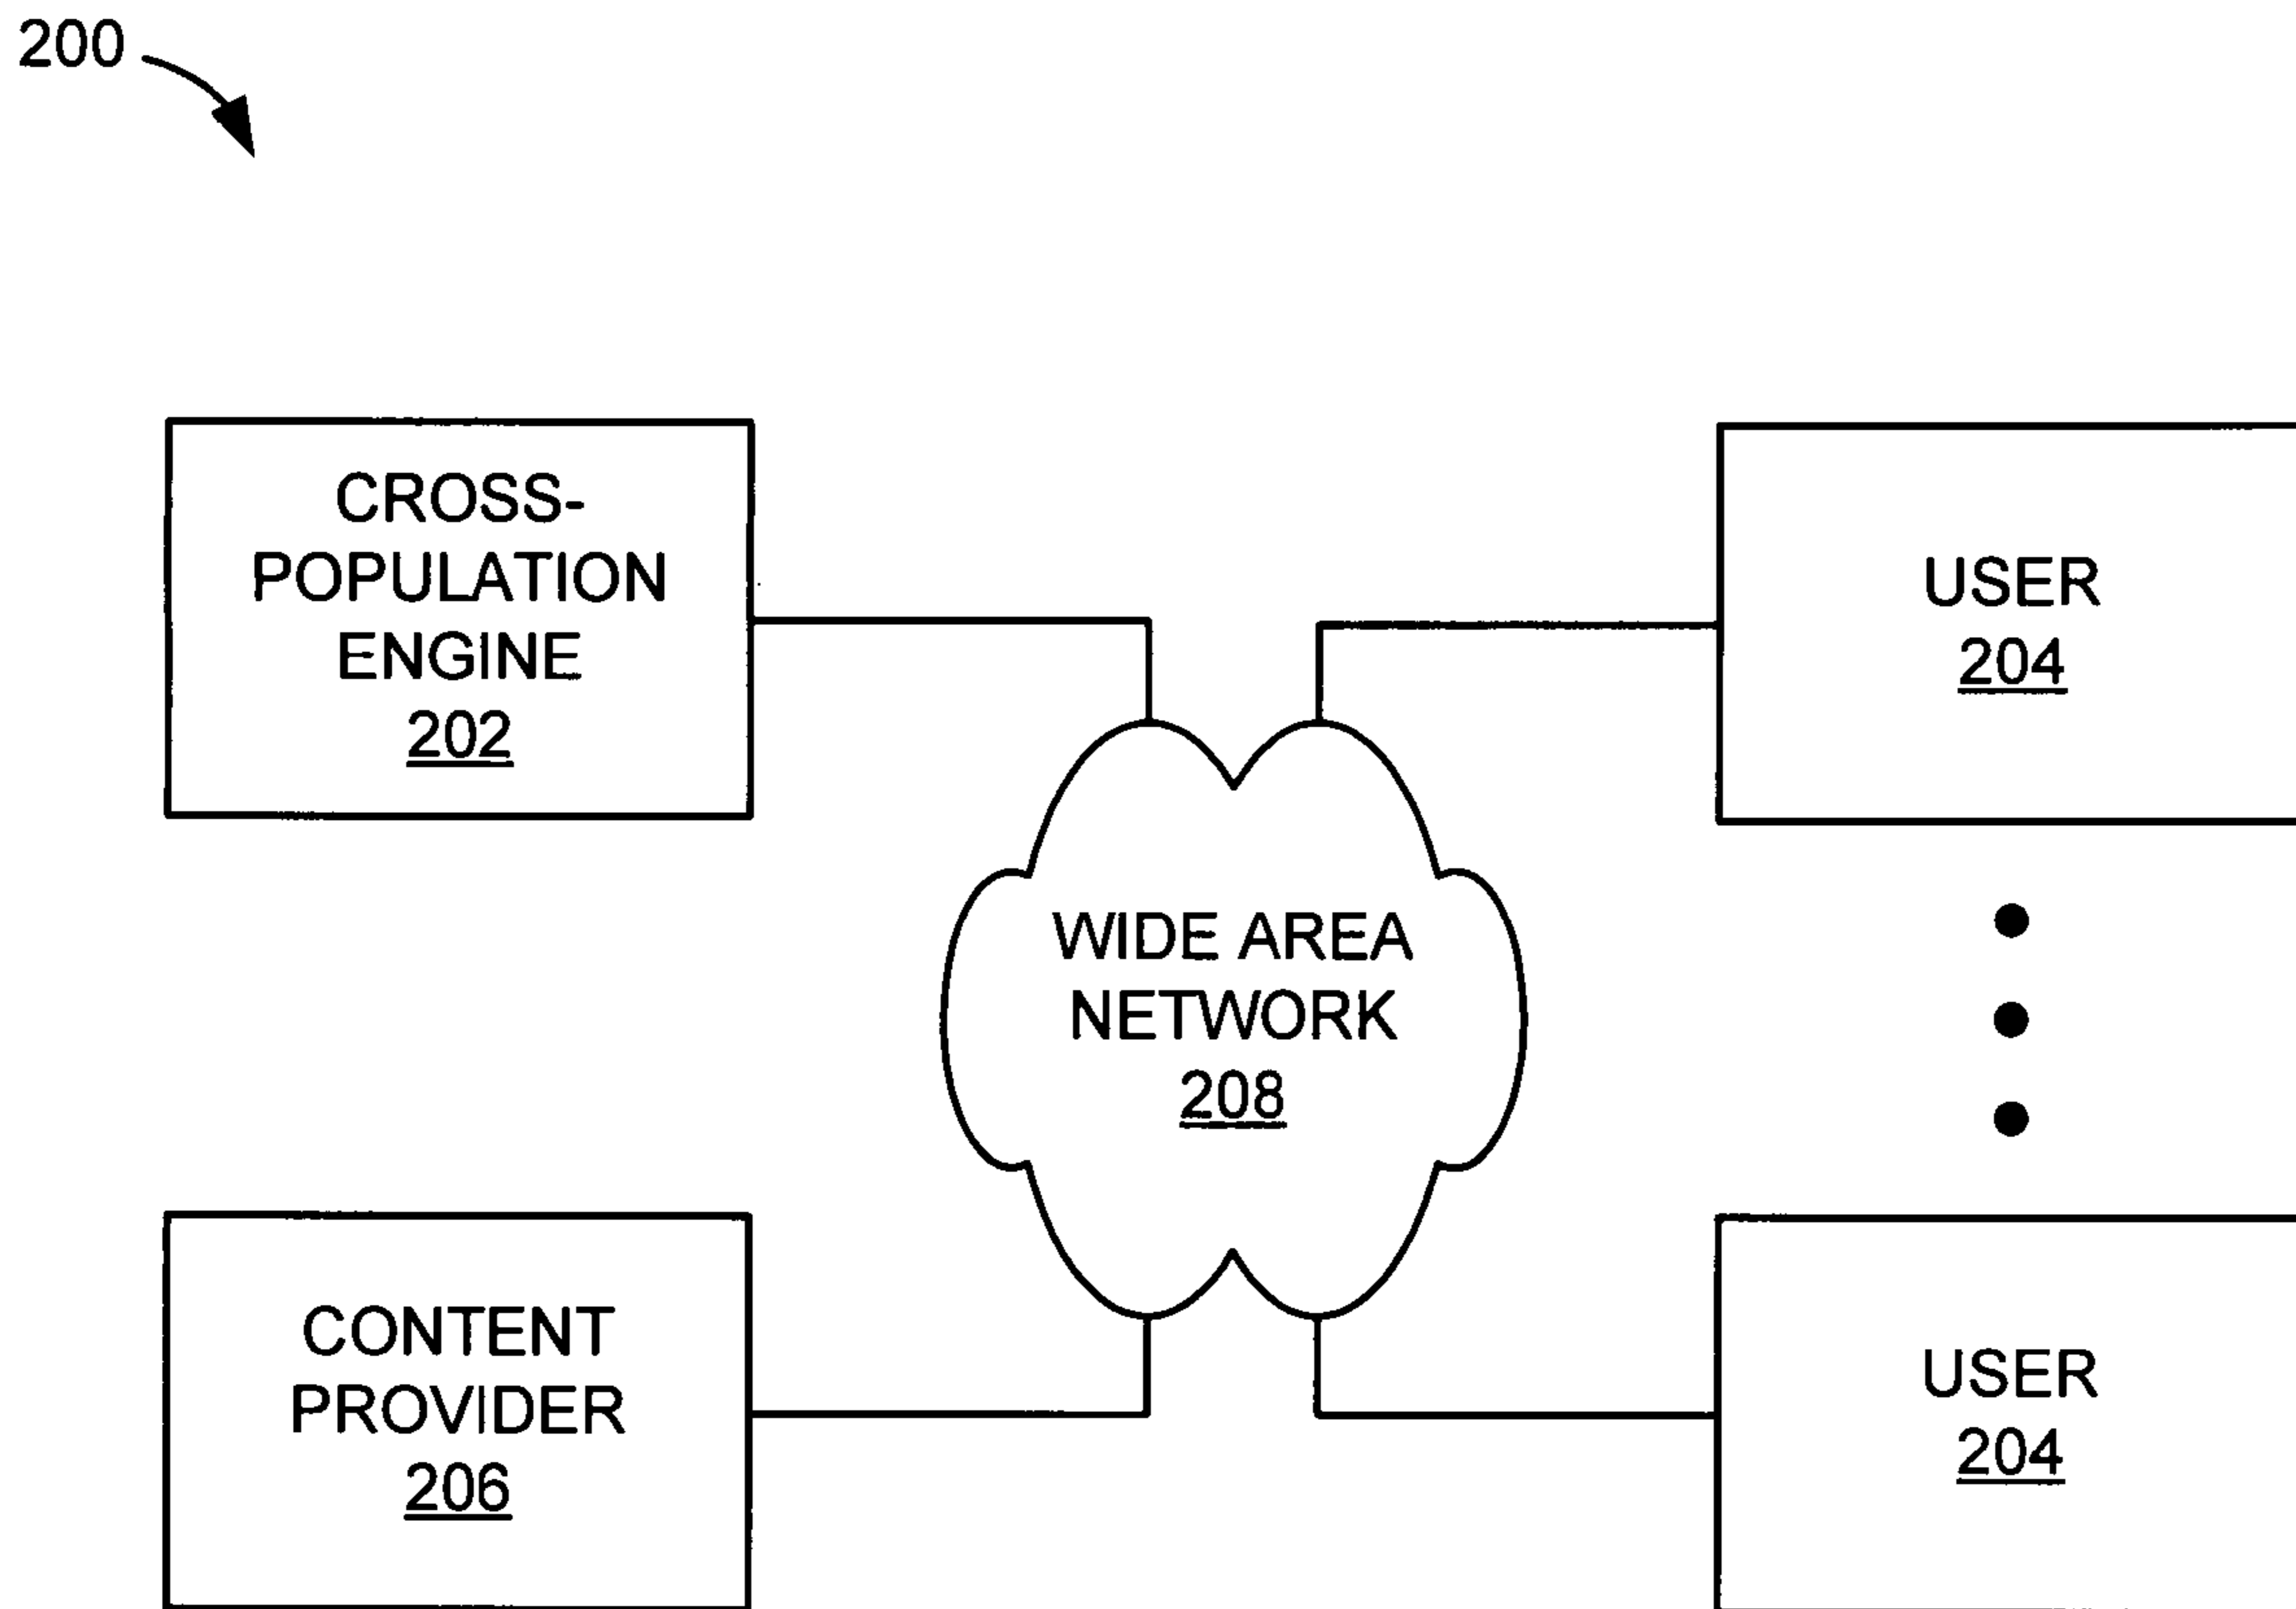 200
CROSS-
POPULATION
ENGINE
202
USER
204
WIDE AREA
NETWORK
208
CONTENT
PROVIDER
206
USER
204